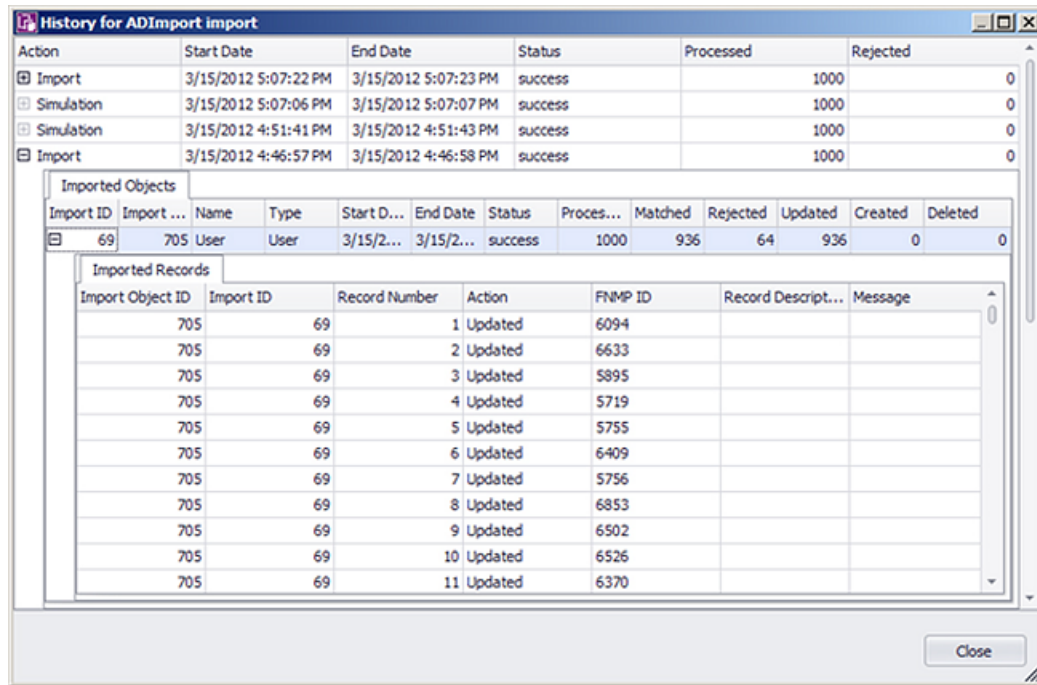 History for ADImport import
Action Start Date End Date Status Processed Rejected
Import 3/15/2012 5:07:22 PM 3/15/2012 5:07:23 PM success 1000 0
Simulation 3/15/2012 5:07:06 PM 3/15/2012 5:07:07 PM success 1000 0
Simulation 3/15/2012 4:51:41 PM 3/15/2012 4:51:43 PM success 1000 0
Import 3/15/2012 4:46:57 PM 3/15/2012 4:46:58 PM success 1000 0
Imported Objects
Import ID Import ... Name Type Start D... End Date Status Proces... Matched Rejected Updated Created Deleted
69 705 User User 3/15/2... 3/15/2... success 1000 936 64 936 0 0
Imported Records
Import Object ID Import ID Record Number Action FNMP ID Record Descript... Message
705 69 1 Updated 6094
705 69 2 Updated 6633
705 69 3 Updated 5895
705 69 4 Updated 5719
705 69 5 Updated 5755
705 69 6 Updated 6409
705 69 7 Updated 5756
705 69 8 Updated 6853
705 69 9 Updated 6502
705 69 10 Updated 6526
705 69 11 Updated 6370
Close